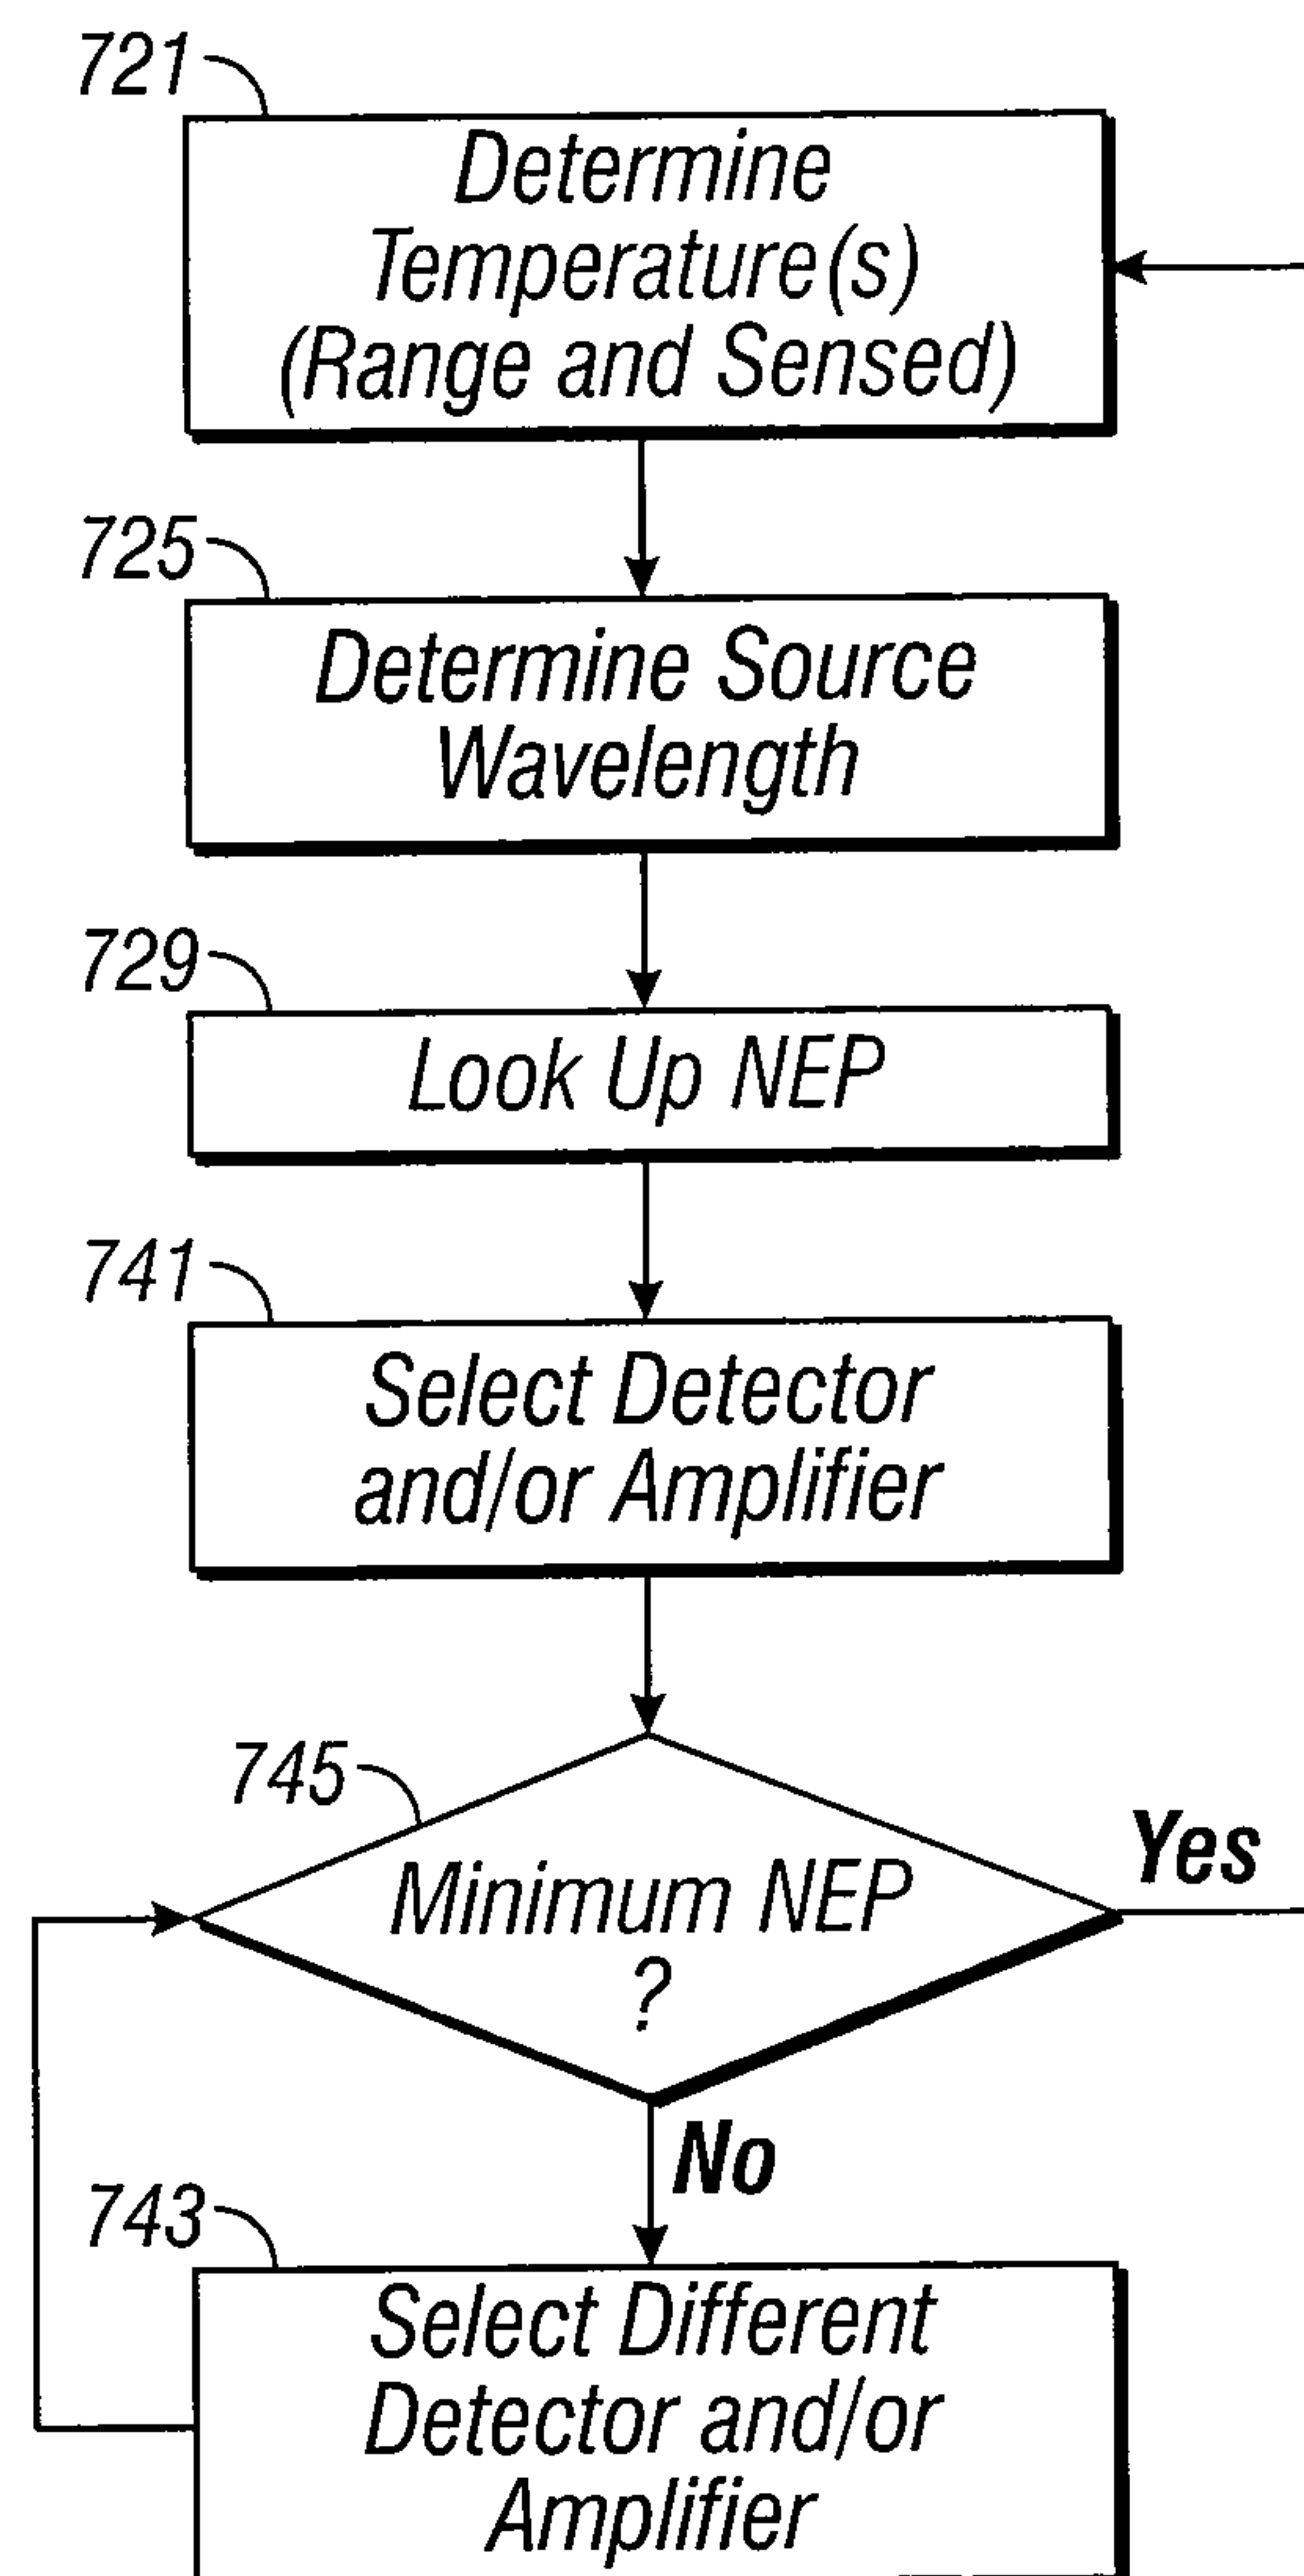 721
Determine
Temperature(s)
(Range and Sensed)
725
Determine Source
Wavelength
729
Look Up NEP
741
Select Detector
and/or Amplifier
745
Minimum NEP
?
Yes
No
743
Select Different
Detector and/or
Amplifier